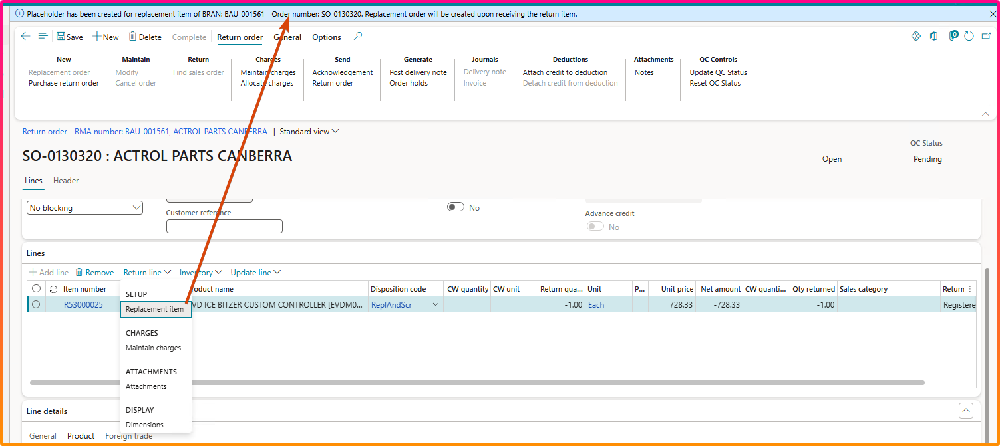 Placeholder has been created for replacement item of BRAN: BAU-001561 - Order number: SO-0130320. Replacement order will be created upon receiving the return item.
Save New Delete Complete Return order General Options 0
New Maintain Return Charges Send Generate Journals Deductions Attachments QC Controls
Replacement order Modify Find sales order Maintain charges Acknowledgement Post delivery note Delivery note Attach credit to deduction Notes Update QC Status
Purchase return order Cancel order Allocate charges Return order Order holds Invoice Detach credit from deduction Reset QC Status
Return order - RMA number: BAU-001561, ACTROL PARTS CANBERRA | Standard view
QC Status
SO-0130320 : ACTROL PARTS CANBERRA
Open Pending
Lines Header
No blocking No
Customer reference
Advance credit
No
Lines
Add line Remove Return line Inventory Update line
Item number roduct name Disposition code CW quantity CW unit Return qua... Unit P... Unit price Net amount CW quanti... Qty returned Sales category Return
R53000025 VD ICE BITZER CUSTOM CONTROLLER [EVDM0... ReplAndScr -1.00 Each 728.33 -728.33 -1.00 Registere
SETUP
Replacement item
CHARGES
Maintain charges
ATTACHMENTS
Attachments
DISPLAY
Dimensions
Line details
General Product Foreign trade